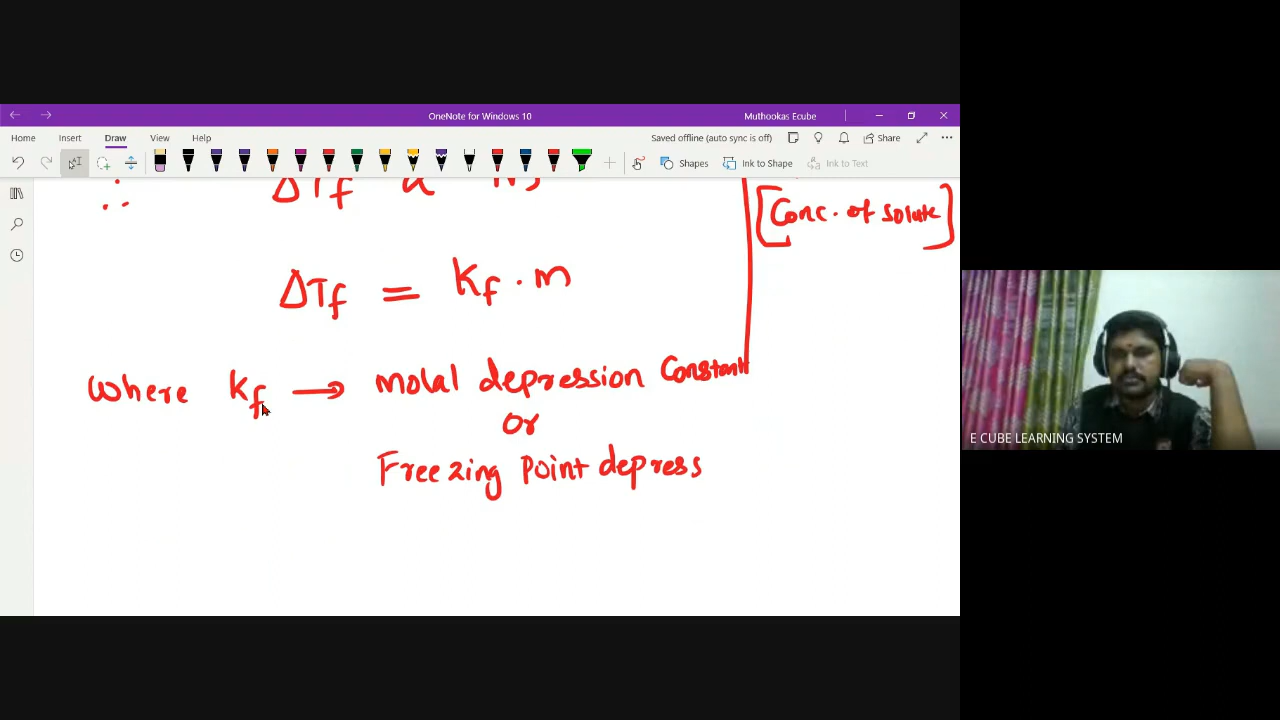 OneNote for Windows 10
Muthookas Ecube
Home Insert Draw View Help
Saved offline (auto sync is off)
Share
Shapes
Ink to Shape
Ink to Text
∴ ΔTf α
[Conc. of solute]
ΔTf = Kf . m
Where Kf → molal depression Constant
Or
Freezing Point depress
E CUBE LEARNING SYSTEM